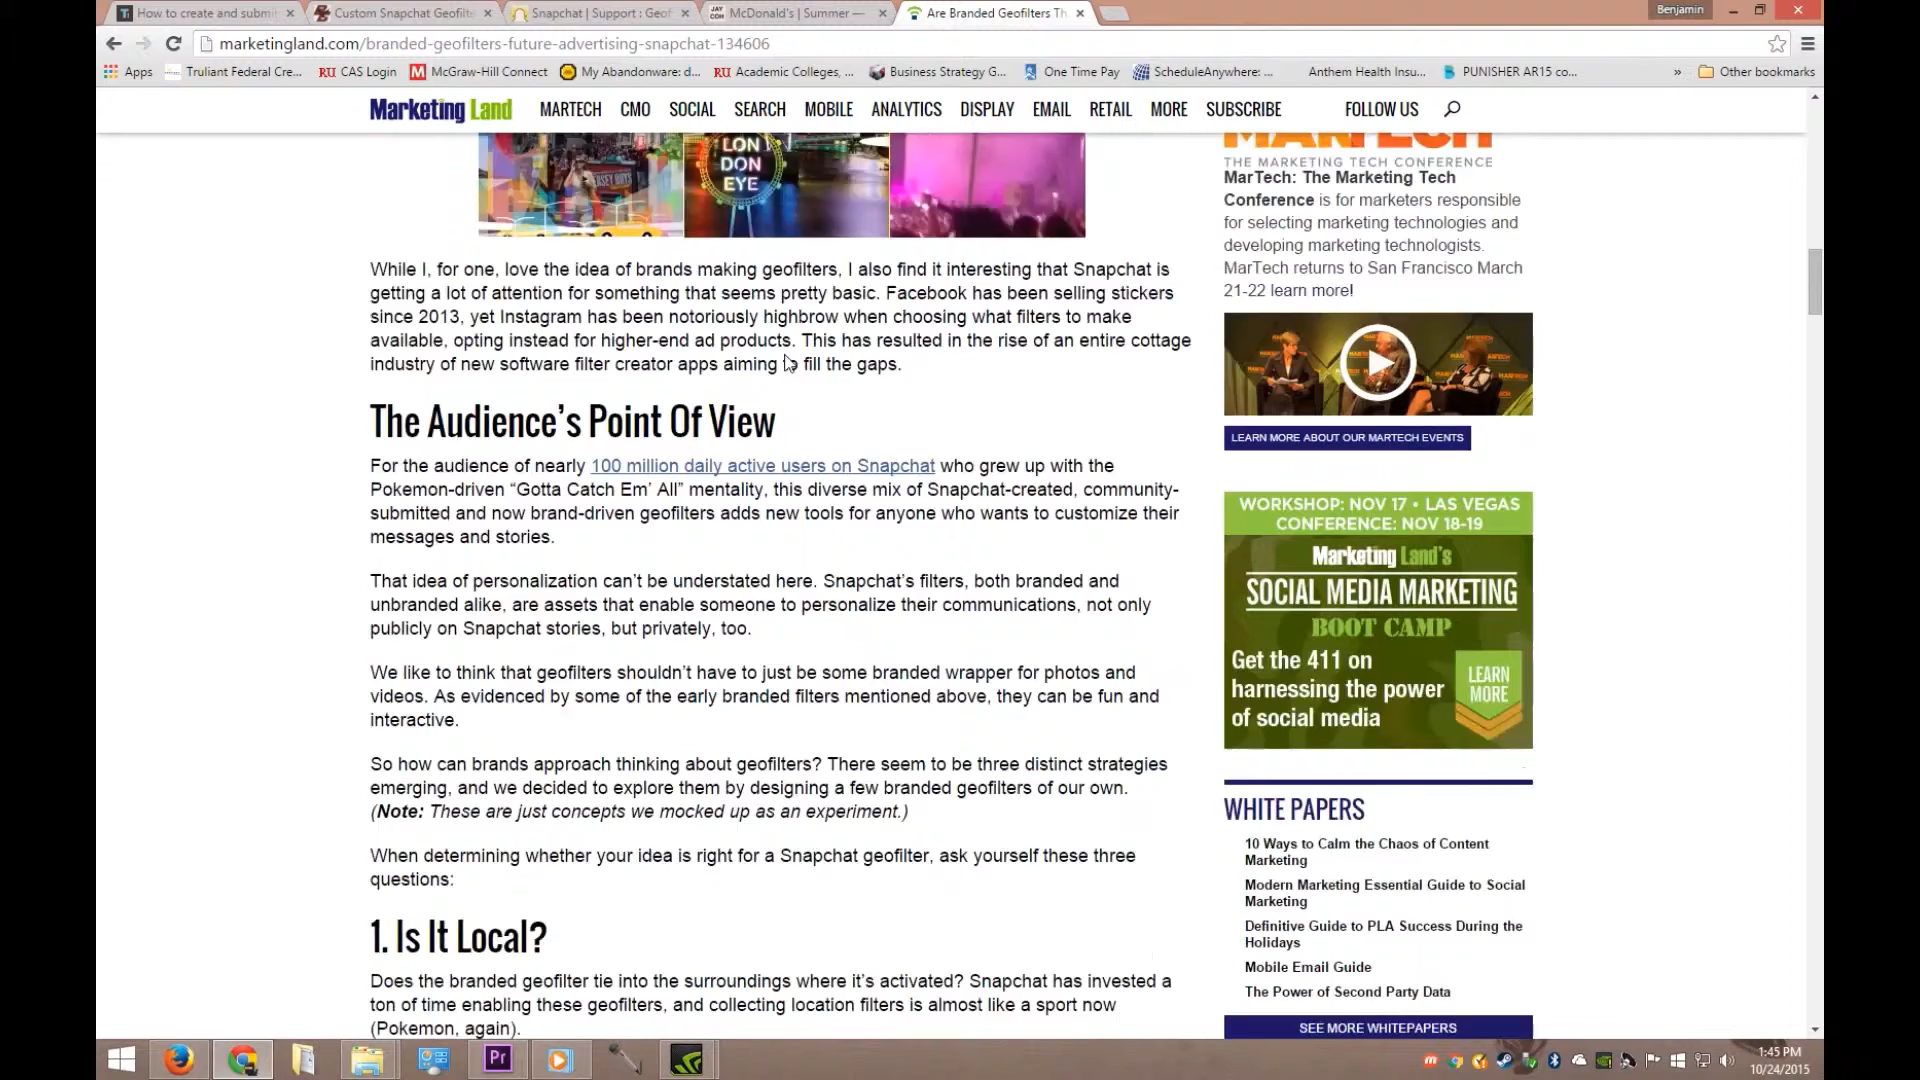 How to create and submi
Custom Snapchat Geofilte
Snapchat | Support : Geof
McDonald's | Summer —
Are Branded Geofilters Th
Benjamin
marketingland.com/branded-geofilters-future-advertising-snapchat-134606
Apps
Truliant Federal Cre...
RU CAS Login
McGraw-Hill Connect
My Abandonware: d...
RU Academic Colleges, ...
Business Strategy G...
One Time Pay
ScheduleAnywhere: ...
Anthem Health Insu...
PUNISHER AR15 co...
»
Other bookmarks
Marketing Land
MARTECH
CMO
SOCIAL
SEARCH
MOBILE
ANALYTICS
DISPLAY
EMAIL
RETAIL
MORE
SUBSCRIBE
FOLLOW US
LON
DON
EYE
While I, for one, love the idea of brands making geofilters, I also find it interesting that Snapchat is
getting a lot of attention for something that seems pretty basic. Facebook has been selling stickers
since 2013, yet Instagram has been notoriously highbrow when choosing what filters to make
available, opting instead for higher-end ad products. This has resulted in the rise of an entire cottage
industry of new software filter creator apps aiming to fill the gaps.
The Audience's Point Of View
For the audience of nearly 100 million daily active users on Snapchat who grew up with the
Pokemon-driven “Gotta Catch Em’ All” mentality, this diverse mix of Snapchat-created, community-
submitted and now brand-driven geofilters adds new tools for anyone who wants to customize their
messages and stories.
That idea of personalization can’t be understated here. Snapchat’s filters, both branded and
unbranded alike, are assets that enable someone to personalize their communications, not only
publicly on Snapchat stories, but privately, too.
We like to think that geofilters shouldn’t have to just be some branded wrapper for photos and
videos. As evidenced by some of the early branded filters mentioned above, they can be fun and
interactive.
So how can brands approach thinking about geofilters? There seem to be three distinct strategies
emerging, and we decided to explore them by designing a few branded geofilters of our own.
(Note: These are just concepts we mocked up as an experiment.)
When determining whether your idea is right for a Snapchat geofilter, ask yourself these three
questions:
1. Is It Local?
Does the branded geofilter tie into the surroundings where it’s activated? Snapchat has invested a
ton of time enabling these geofilters, and collecting location filters is almost like a sport now
(Pokemon, again).
MARTECH
THE MARKETING TECH CONFERENCE
MarTech: The Marketing Tech
Conference is for marketers responsible
for selecting marketing technologies and
developing marketing technologists.
MarTech returns to San Francisco March
21-22 learn more!
LEARN MORE ABOUT OUR MARTECH EVENTS
WORKSHOP: NOV 17 • LAS VEGAS
CONFERENCE: NOV 18-19
Marketing Land's
SOCIAL MEDIA MARKETING
BOOT CAMP
Get the 411 on
harnessing the power
of social media
LEARN
MORE
WHITE PAPERS
10 Ways to Calm the Chaos of Content
Marketing
Modern Marketing Essential Guide to Social
Marketing
Definitive Guide to PLA Success During the
Holidays
Mobile Email Guide
The Power of Second Party Data
SEE MORE WHITEPAPERS
Pr
1:45 PM
10/24/2015